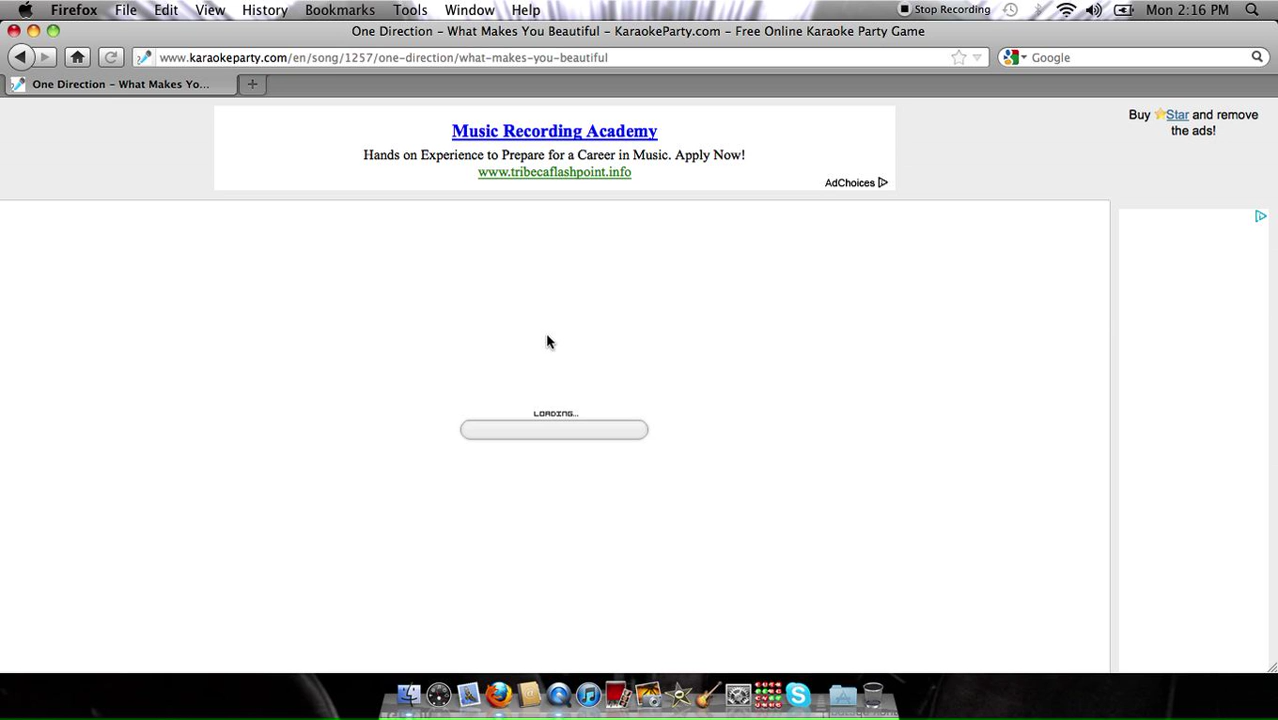 Firefox File Edit View History Bookmarks Tools Window Help Stop Recording Mon 2:16 PM
One Direction – What Makes You Beautiful – KaraokeParty.com – Free Online Karaoke Party Game
www.karaokeparty.com/en/song/1257/one-direction/what-makes-you-beautiful Google
One Direction – What Makes Yo...
Music Recording Academy
Hands on Experience to Prepare for a Career in Music. Apply Now!
www.tribecaflashpoint.info
AdChoices
Buy Star and remove
the ads!
LOADING...